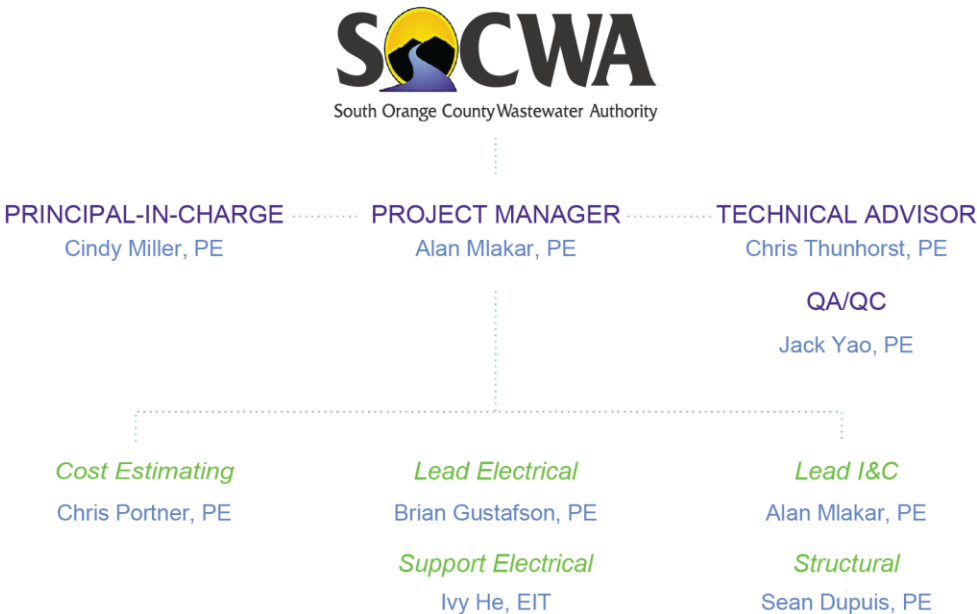 SOCWA
South Orange County Wastewater Authority
PRINCIPAL-IN-CHARGE
Cindy Miller, PE
PROJECT MANAGER
Alan Mlakar, PE
TECHNICAL ADVISOR
Chris Thunhorst, PE
QA/QC
Jack Yao, PE
Cost Estimating
Chris Portner, PE
Lead Electrical
Brian Gustafson, PE
Support Electrical
Ivy He, EIT
Lead I&C
Alan Mlakar, PE
Structural
Sean Dupuis, PE